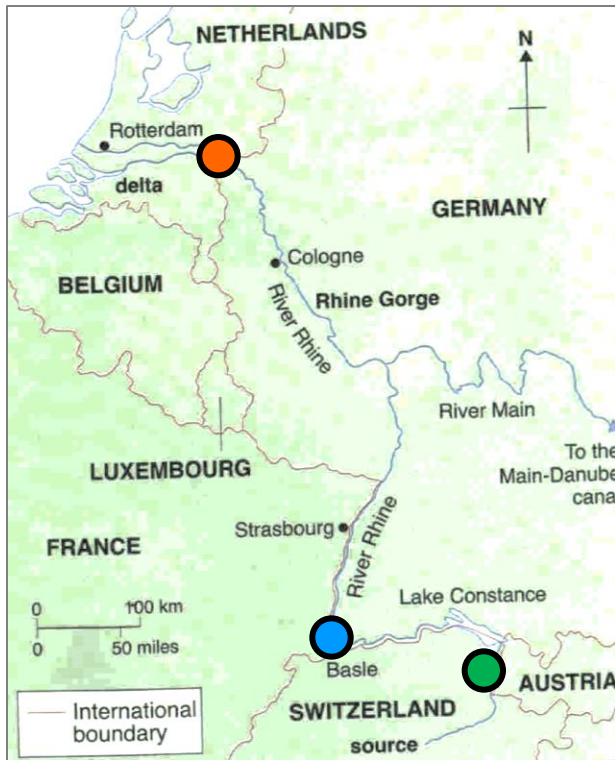 NETHERLANDS
N
Rotterdam
delta
GERMANY
Cologne
BELGIUM
Rhine Gorge
River Rhine
River Main
To the
Main-Danube
cana
LUXEMBOURG
Strasbourg
River Rhine
FRANCE
Lake Constance
0 100 km
0 50 miles
Basle
AUSTRIA
SWITZERLAND
International
boundary
source